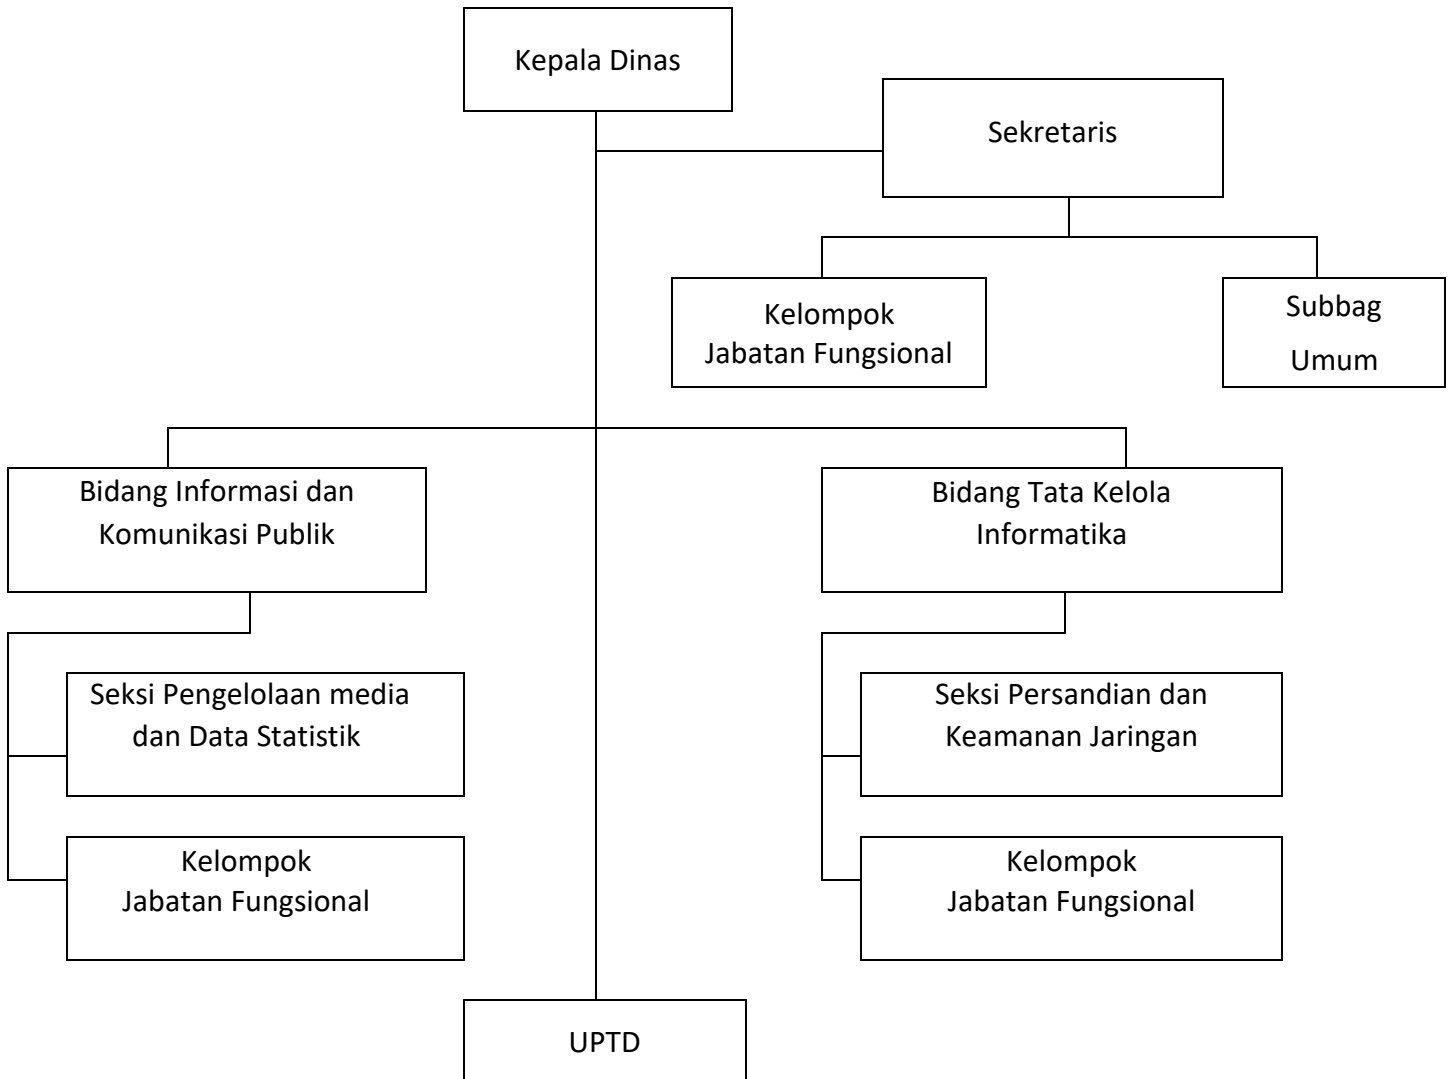 Kepala Dinas
Sekretaris
Kelompok
Jabatan Fungsional
Subbag
Umum
Bidang Informasi dan
Komunikasi Publik
Bidang Tata Kelola
Informatika
Seksi Pengelolaan media
dan Data Statistik
Seksi Persandian dan
Keamanan Jaringan
Kelompok
Jabatan Fungsional
Kelompok
Jabatan Fungsional
UPTD